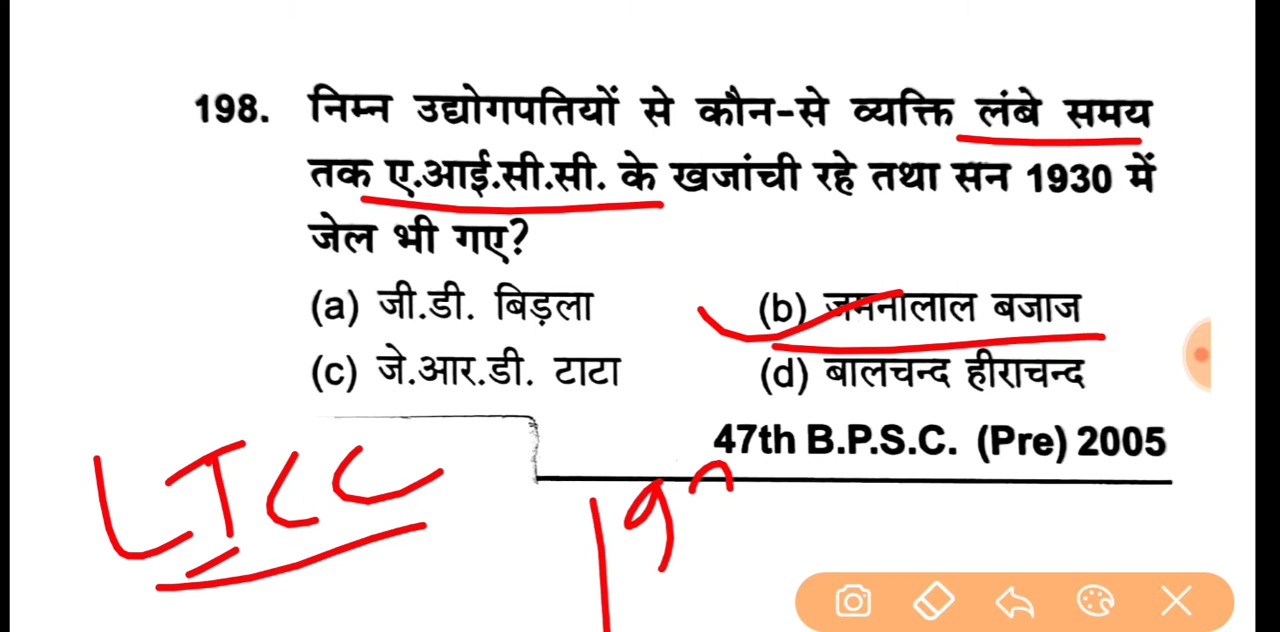 198. निम्न उद्योगपतियों से कौन-से व्यक्ति लंबे समय
तक ए.आई.सी.सी. के खजांची रहे तथा सन 1930 में
जेल भी गए?
(a) जी.डी. बिड़ला (b) जमनालाल बजाज
(c) जे.आर.डी. टाटा (d) बालचन्द हीराचन्द
47th B.P.S.C. (Pre) 2005
LICC